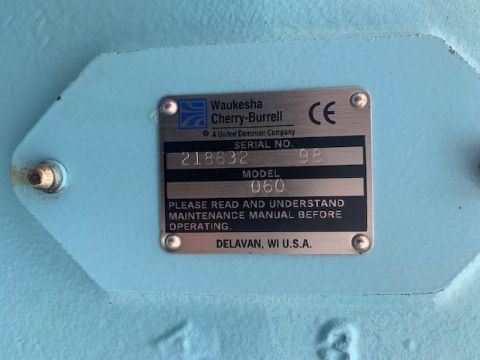 Waukesha
Cherry-Burrell
CE
A United Dominion Company
SERIAL NO.
218632 98
MODEL
060
PLEASE READ AND UNDERSTAND
MAINTENANCE MANUAL BEFORE
OPERATING.
DELAVAN, WI U.S.A.